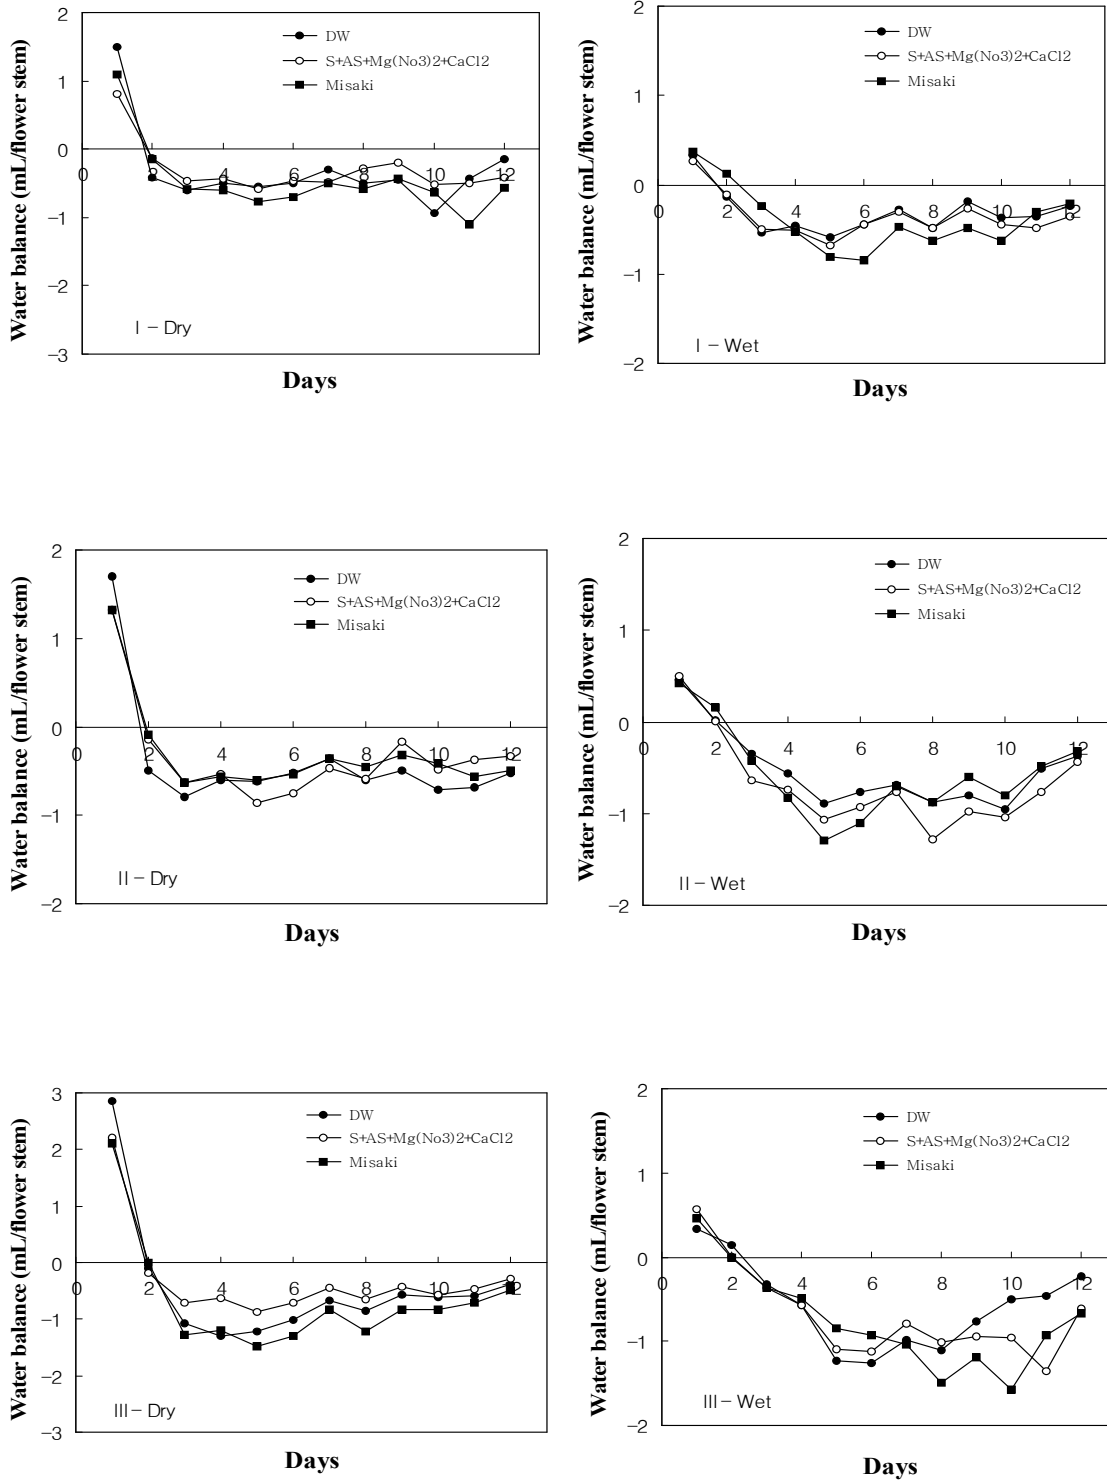 2
1
0
−1
−2
−3
0
2
4
6
8
10
12
DW
S+AS+Mg(No3)2+CaCl2
Misaki
I − Dry
Water balance (mL/flower stem)
Days
2
1
0
−1
−2
0
2
4
6
8
10
12
DW
S+AS+Mg(No3)2+CaCl2
Misaki
I − Wet
Water balance (mL/flower stem)
Days
2
1
0
−1
−2
0
2
4
6
8
10
12
DW
S+AS+Mg(No3)2+CaCl2
Misaki
II − Dry
Water balance (mL/flower stem)
Days
2
1
0
−1
−2
0
2
4
6
8
10
12
DW
S+AS+Mg(No3)2+CaCl2
Misaki
II − Wet
Water balance (mL/flower stem)
Days
3
2
1
0
−1
−2
−3
0
2
4
6
8
10
12
DW
S+AS+Mg(No3)2+CaCl2
Misaki
III − Dry
Water balance (mL/flower stem)
Days
2
1
0
−1
−2
0
2
4
6
8
10
12
DW
S+AS+Mg(No3)2+CaCl2
Misaki
III − Wet
Water balance (mL/flower stem)
Days